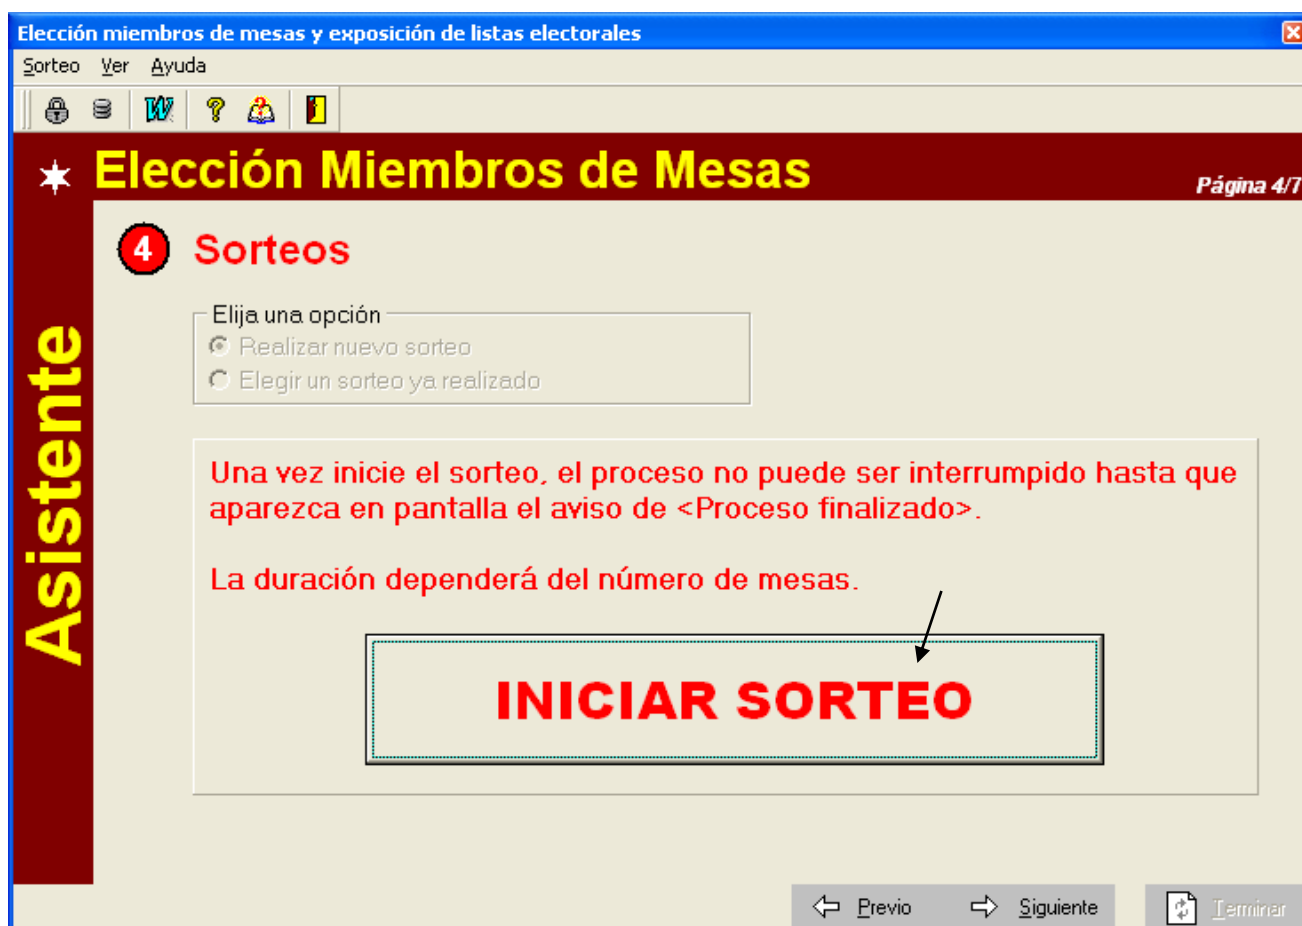 Elección miembros de mesas y exposición de listas electorales
Sorteo Ver Ayuda
Elección Miembros de Mesas
Página 4/7
Asistente
4 Sorteos
Elija una opción
Realizar nuevo sorteo
Elegir un sorteo ya realizado
Una vez inicie el sorteo, el proceso no puede ser interrumpido hasta que
aparezca en pantalla el aviso de <Proceso finalizado>.
La duración dependerá del número de mesas.
INICIAR SORTEO
Previo Siguiente Terminar